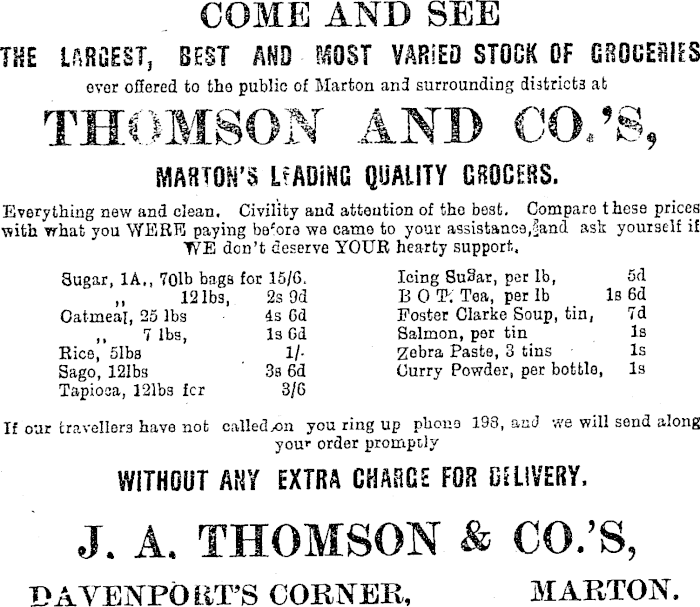 COME AND SEE
THE LARGEST, BEST AND MOST VARIED STOCK OF GROCERIES
ever offered to the public of Marton and surrounding districts at
THOMSON AND CO.'S,
MARTON'S LEADING QUALITY GROCERS.
Everything new and clean. Civility and attention of the best. Compare these prices
with what you WERE paying before we came to your assistance, and ask yourself if
WE don't deserve YOUR hearty support.
Sugar, 1A., 70lb bags for 15/6.
,, 12lbs, 2s 9d
Oatmeal, 25 lbs 4s 6d
,, 7 lbs, 1s 6d
Rice, 5lbs 1/-
Sago, 12lbs 3s 6d
Tapioca, 12lbs for 3/6
Icing Sugar, per lb, 5d
B O T. Tea, per lb 1s 6d
Foster Clarke Soup, tin, 7d
Salmon, per tin 1s
Zebra Paste, 3 tins 1s
Curry Powder, per bottle, 1s
If our travellers have not called on you ring up phone 198, and we will send along
your order promptly
WITHOUT ANY EXTRA CHARGE FOR DELIVERY.
J. A. THOMSON & CO.'S,
DAVENPORT'S CORNER, MARTON.